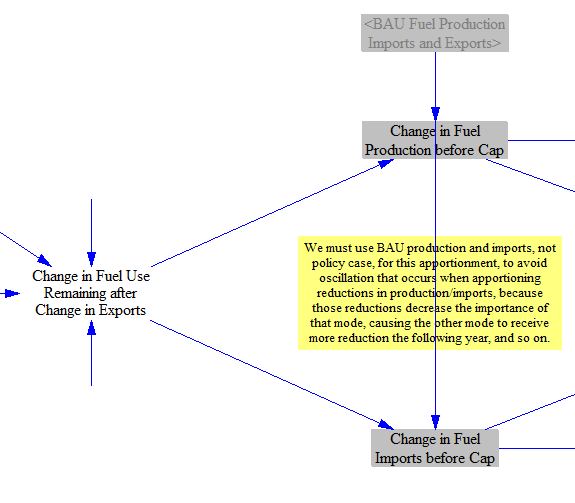 <BAU Fuel Production
Imports and Exports>
Change in Fuel
Production before Cap
We must use BAU production and imports, not
policy case, for this apportionment, to avoid
oscillation that occurs when apportioning
reductions in production/imports, because
those reductions decrease the importance of
that mode, causing the other mode to receive
more reduction the following year, and so on.
Change in Fuel Use
Remaining after
Change in Exports
Change in Fuel
Imports before Cap